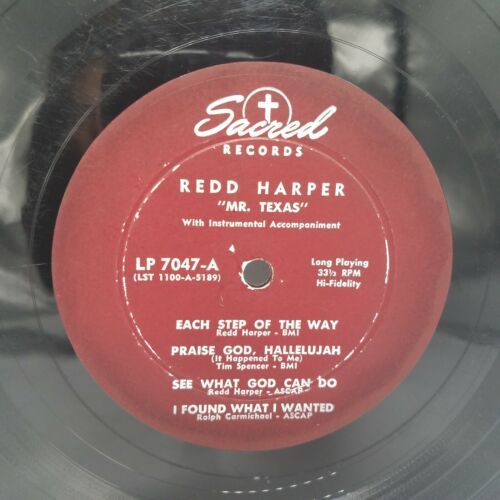 Sacred
RECORDS
REDD HARPER
"MR. TEXAS"
With Instrumental Accompaniment
LP 7047-A
(LST 1100-A-5189)
Long Playing
33⅓ RPM
Hi-Fidelity
EACH STEP OF THE WAY
Redd Harper - BMI
PRAISE GOD, HALLELUJAH
(It Happened To Me)
Tim Spencer - BMI
SEE WHAT GOD CAN DO
Redd Harper - ASCAP
I FOUND WHAT I WANTED
Ralph Carmichael - ASCAP